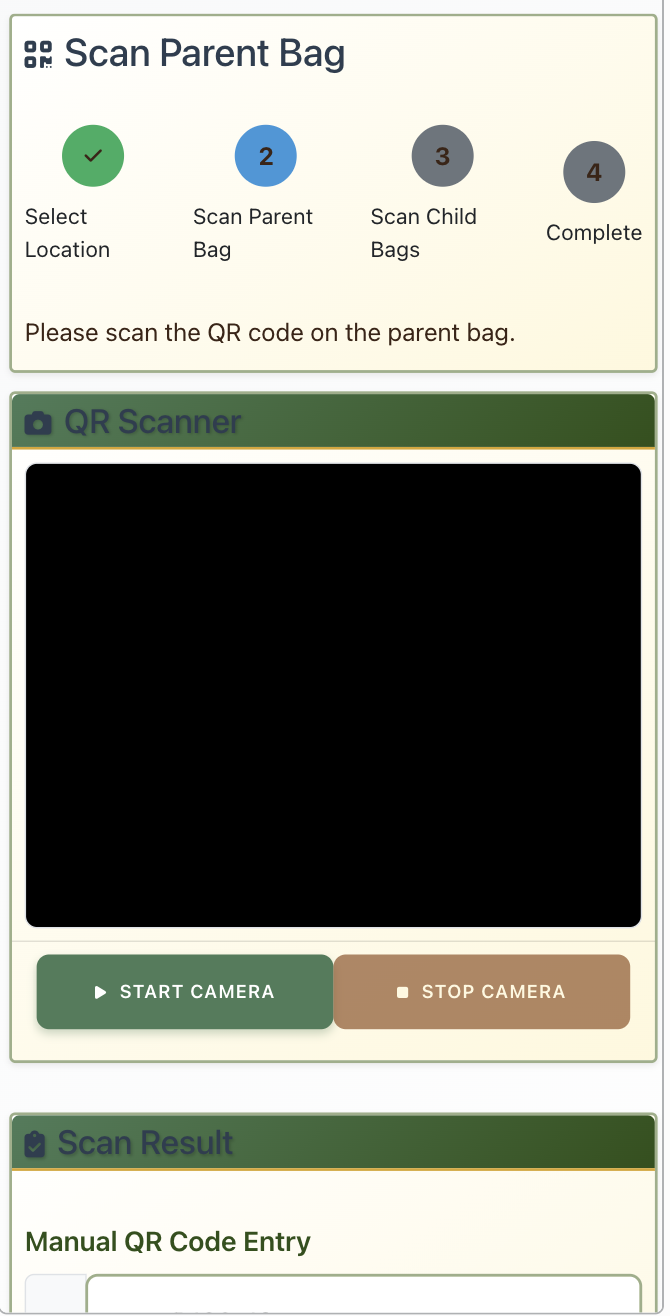 Scan Parent Bag
2
3
4
Select
Location
Scan Parent
Bag
Scan Child
Bags
Complete
Please scan the QR code on the parent bag.
QR Scanner
START CAMERA
STOP CAMERA
Scan Result
Manual QR Code Entry